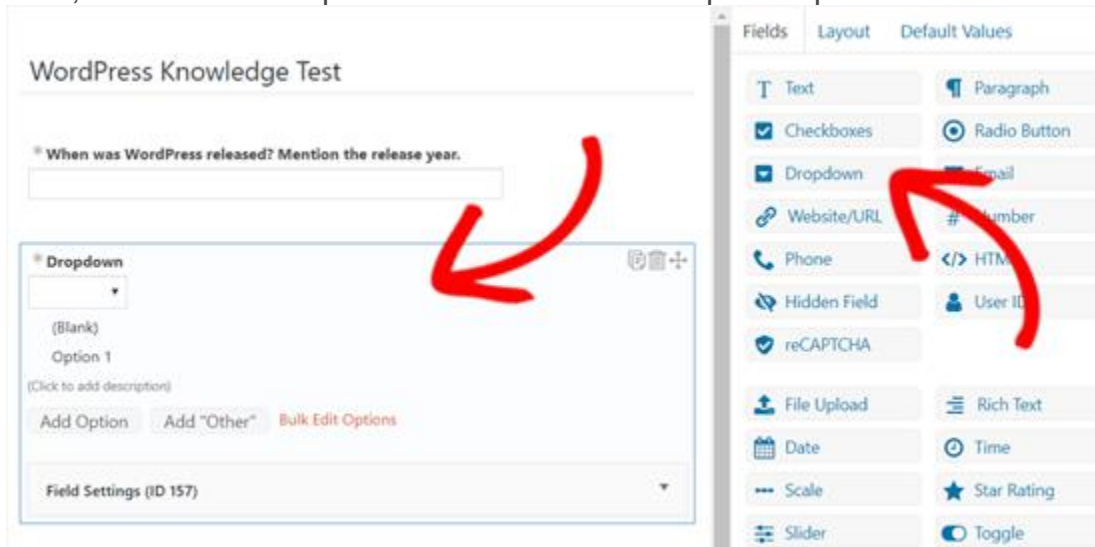 WordPress Knowledge Test
* When was WordPress released? Mention the release year.
* Dropdown
(Blank)
Option 1
(Click to add description)
Add Option Add "Other" Bulk Edit Options
Field Settings (ID 157)
Fields Layout Default Values
Text Paragraph
Checkboxes Radio Button
Dropdown Email
Website/URL # Number
Phone </> HTM
Hidden Field User ID
reCAPTCHA
File Upload Rich Text
Date Time
Scale Star Rating
Slider Toggle